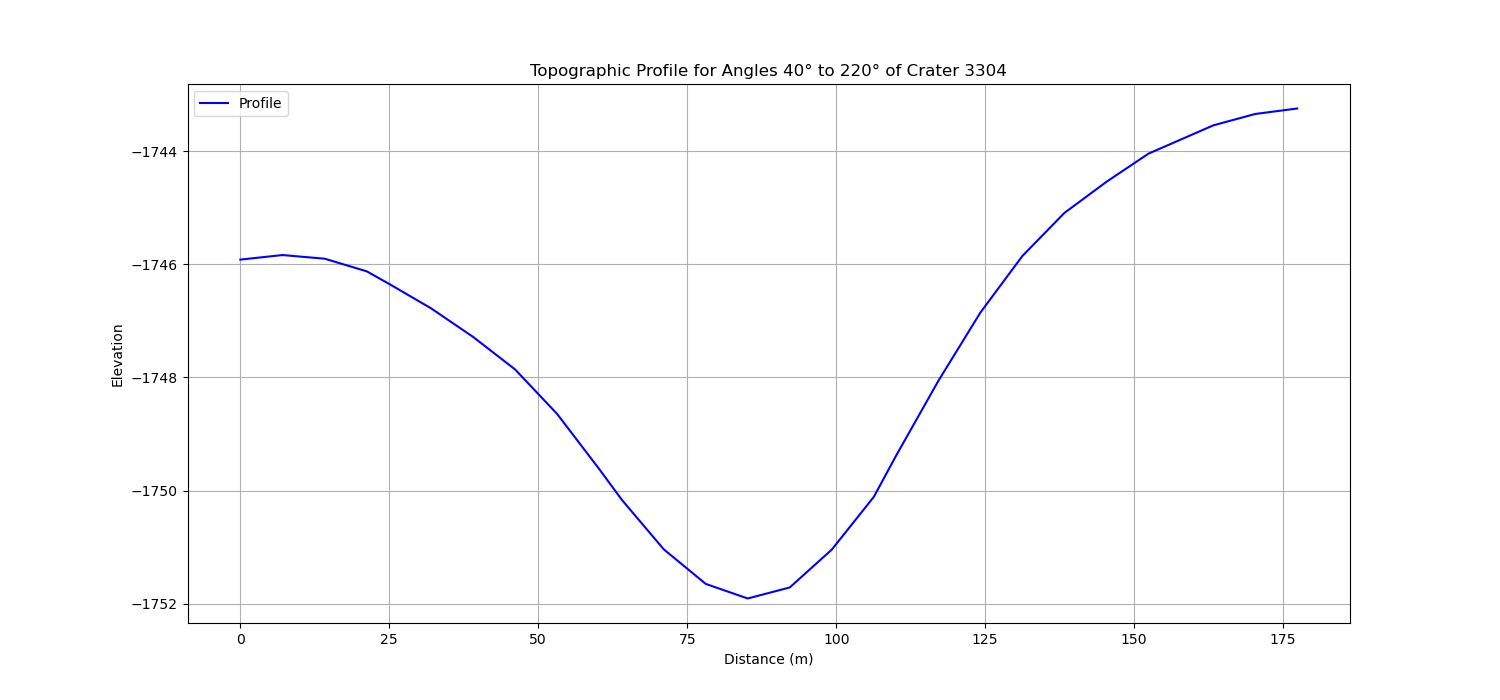 Topographic Profile for Angles 40° to 220° of Crater 3304
Profile
−1744
−1746
−1748
−1750
−1752
Elevation
0 25 50 75 100 125 150 175
Distance (m)